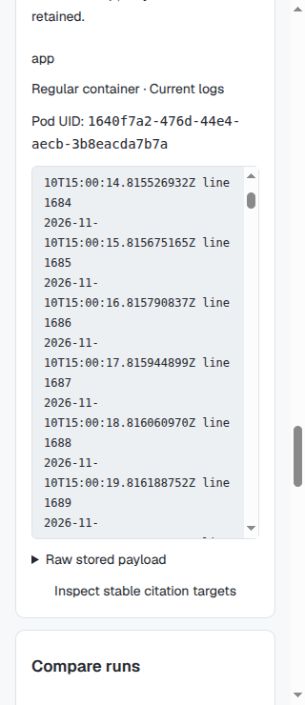 retained.
app
Regular container · Current logs
Pod UID: 1640f7a2-476d-44e4-
aecb-3b8eacda7b7a
10T15:00:14.815526932Z line
1684
2026-11-
10T15:00:15.815675165Z line
1685
2026-11-
10T15:00:16.815790837Z line
1686
2026-11-
10T15:00:17.815944899Z line
1687
2026-11-
10T15:00:18.816060970Z line
1688
2026-11-
10T15:00:19.816188752Z line
1689
2026-11-
Raw stored payload
Inspect stable citation targets
Compare runs